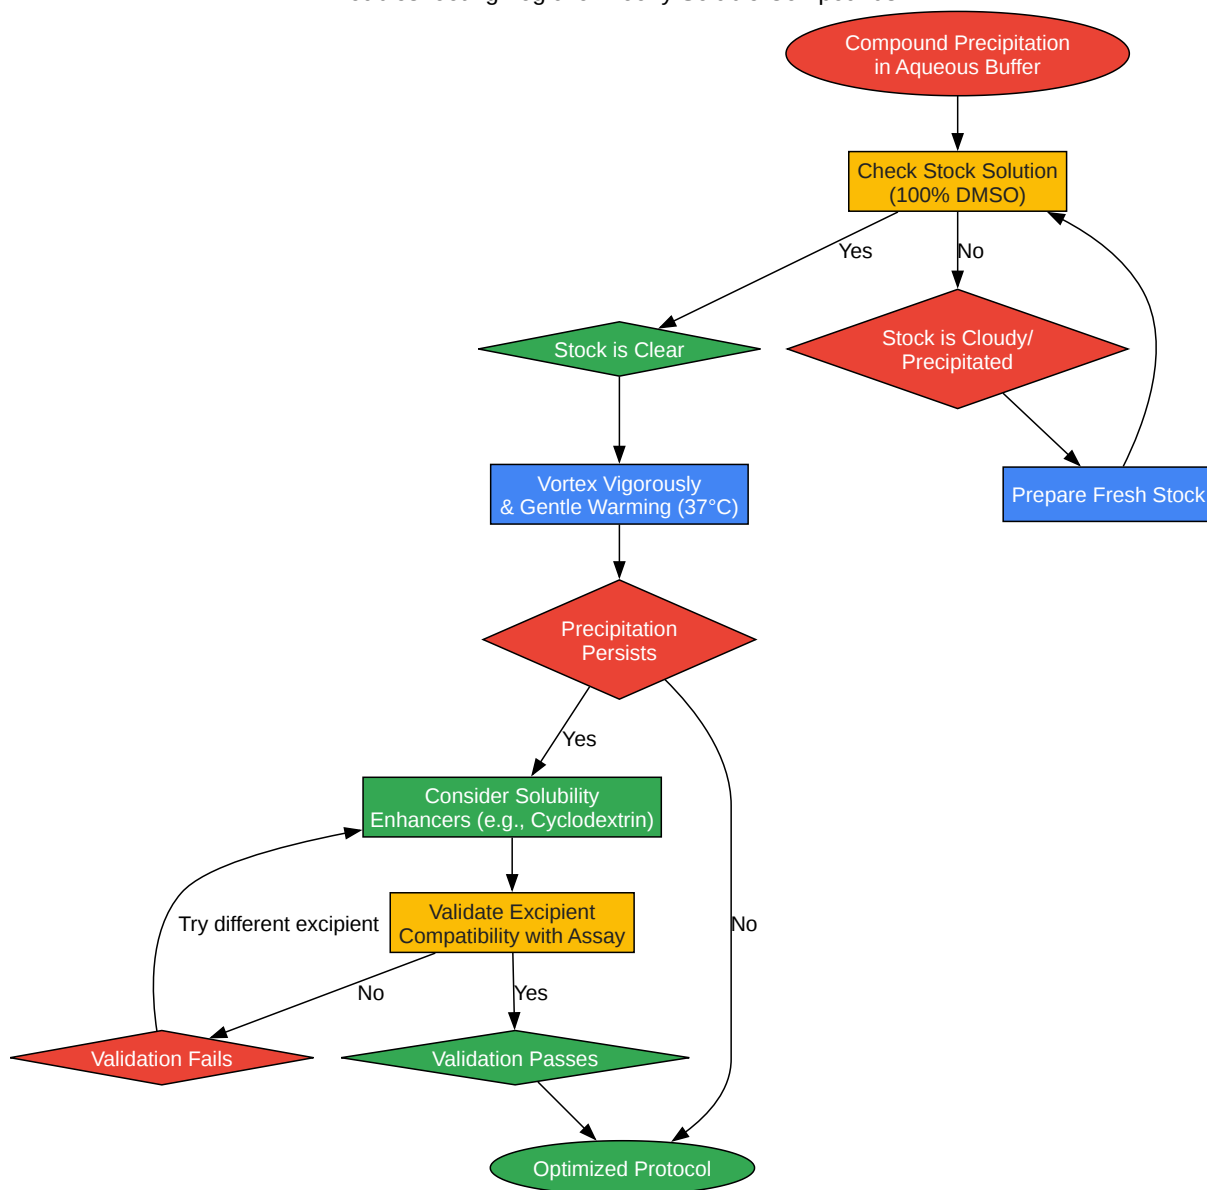 Compound Precipitation
in Aqueous Buffer
Check Stock Solution
(100% DMSO)
Yes
No
Stock is Clear
Stock is Cloudy/
Precipitated
Vortex Vigorously
& Gentle Warming (37°C)
Prepare Fresh Stock
Precipitation
Persists
Yes
No
Consider Solubility
Enhancers (e.g., Cyclodextrin)
Try different excipient
Validate Excipient
Compatibility with Assay
No
Yes
Validation Fails
Validation Passes
Optimized Protocol